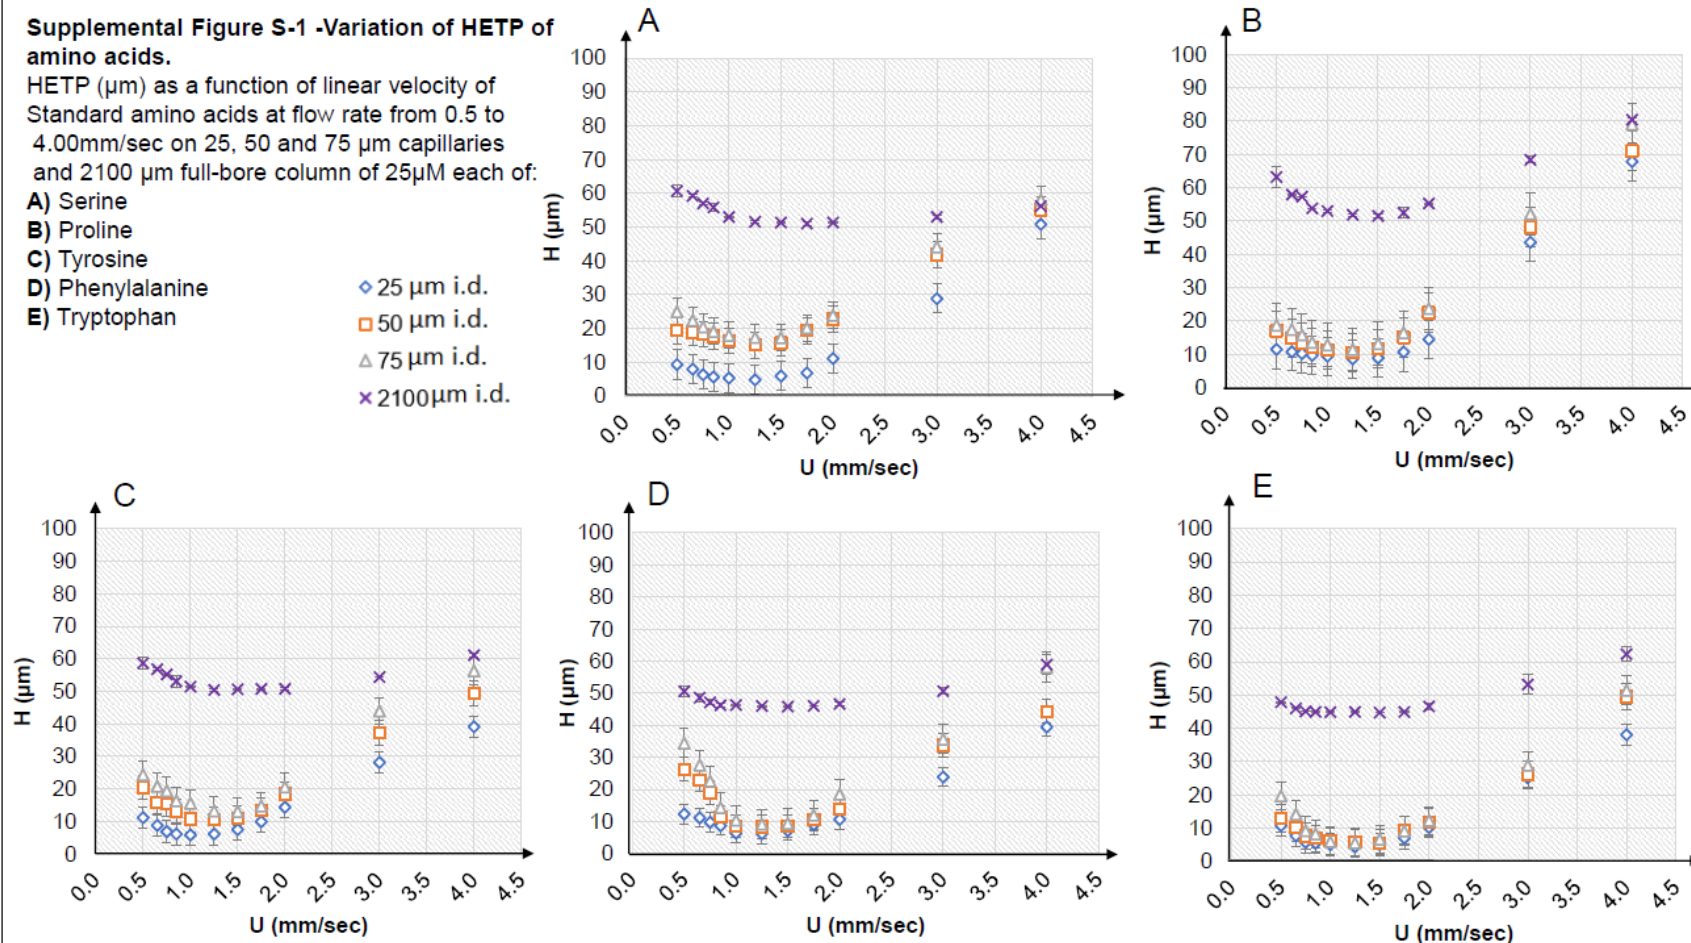 Supplemental Figure S-1 -Variation of HETP of
amino acids.
HETP (µm) as a function of linear velocity of
Standard amino acids at flow rate from 0.5 to
4.00mm/sec on 25, 50 and 75 µm capillaries
and 2100 µm full-bore column of 25µM each of:
A) Serine
B) Proline
C) Tyrosine
D) Phenylalanine
E) Tryptophan
25 µm i.d.
50 µm i.d.
75 µm i.d.
2100 µm i.d.
A
100
90
80
70
60
50
40
30
20
10
0
H (µm)
0.0 0.5 1.0 1.5 2.0 2.5 3.0 3.5 4.0 4.5
U (mm/sec)
B
100
90
80
70
60
50
40
30
20
10
0
H (µm)
0.0 0.5 1.0 1.5 2.0 2.5 3.0 3.5 4.0 4.5
U (mm/sec)
C
100
90
80
70
60
50
40
30
20
10
0
H (µm)
0.0 0.5 1.0 1.5 2.0 2.5 3.0 3.5 4.0 4.5
U (mm/sec)
D
100
90
80
70
60
50
40
30
20
10
0
H (µm)
0.0 0.5 1.0 1.5 2.0 2.5 3.0 3.5 4.0 4.5
U (mm/sec)
E
100
90
80
70
60
50
40
30
20
10
0
H (µm)
0.0 0.5 1.0 1.5 2.0 2.5 3.0 3.5 4.0 4.5
U (mm/sec)